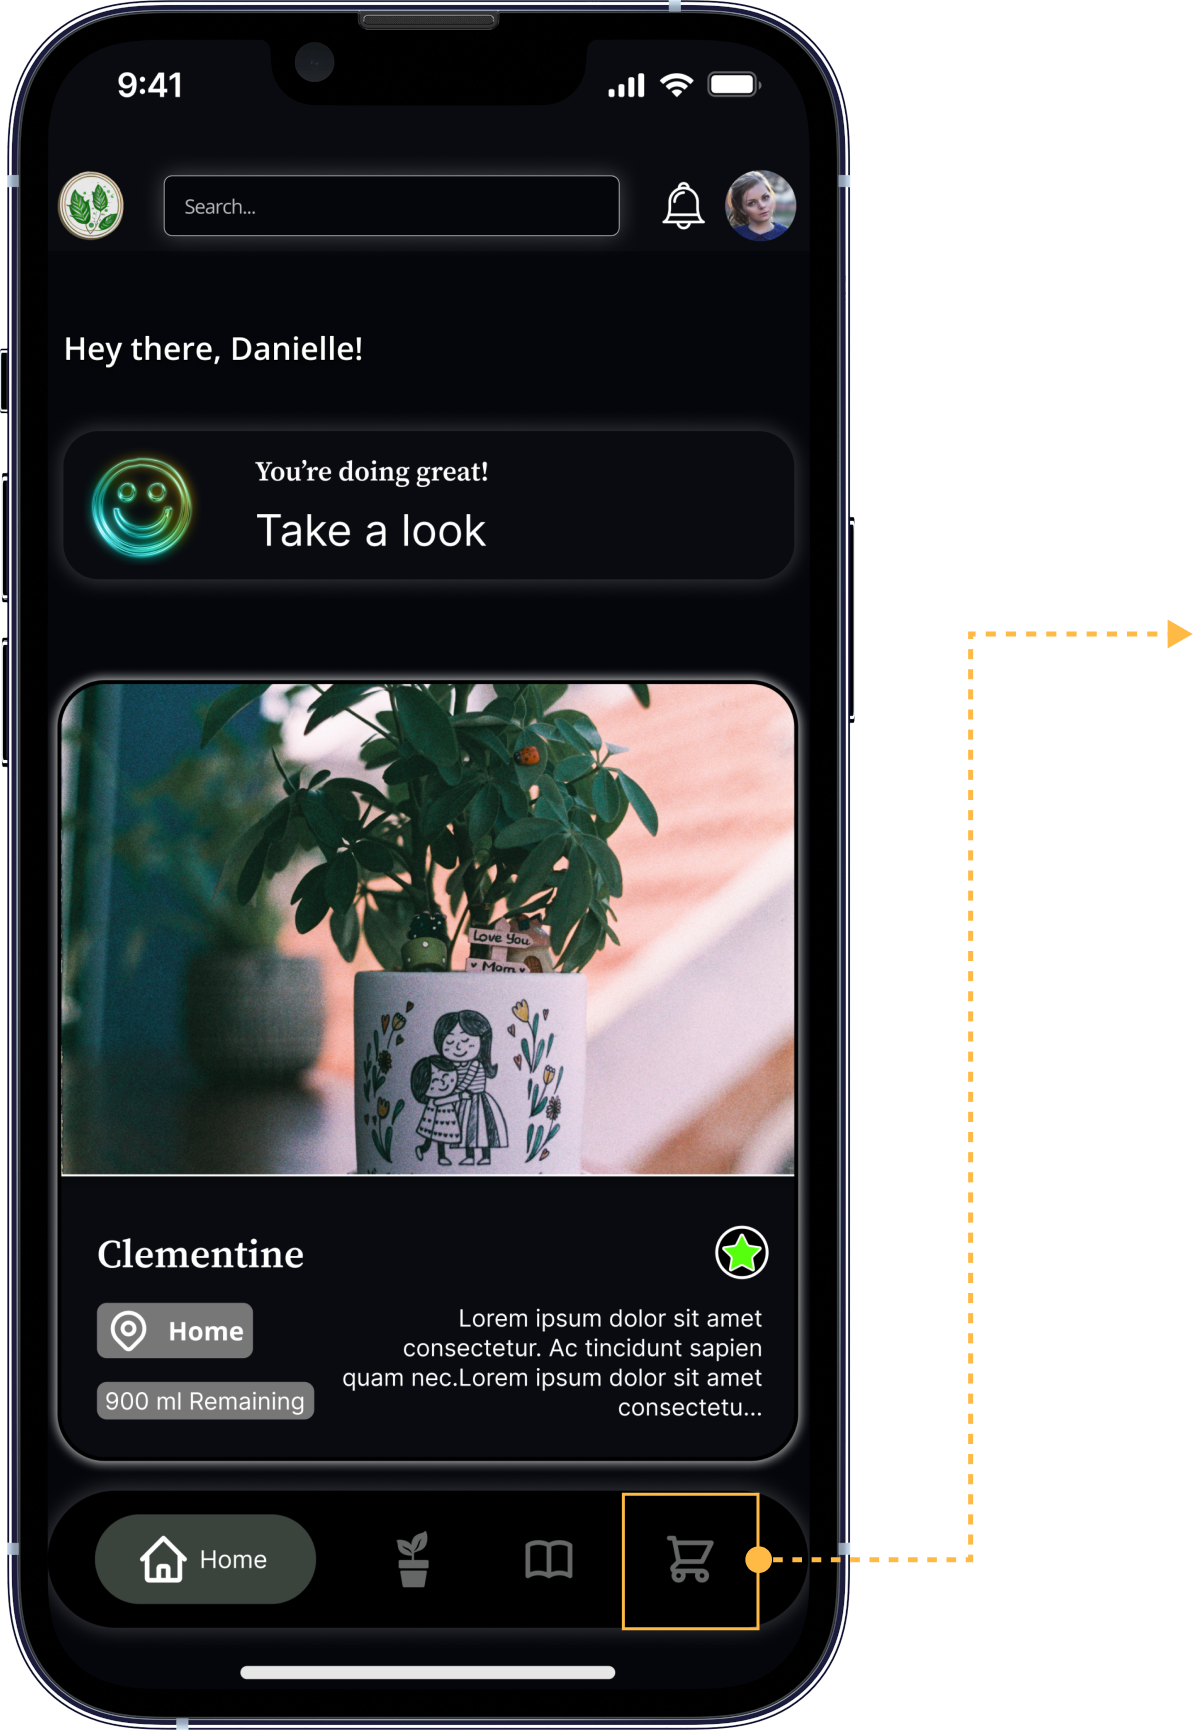 9:41
Search...
Hey there, Danielle!
You’re doing great!
Take a look
Love You
Mom
Clementine
Home
900 ml Remaining
Lorem ipsum dolor sit amet
consectetur. Ac tincidunt sapien
quam nec.Lorem ipsum dolor sit amet
consectetu...
Home